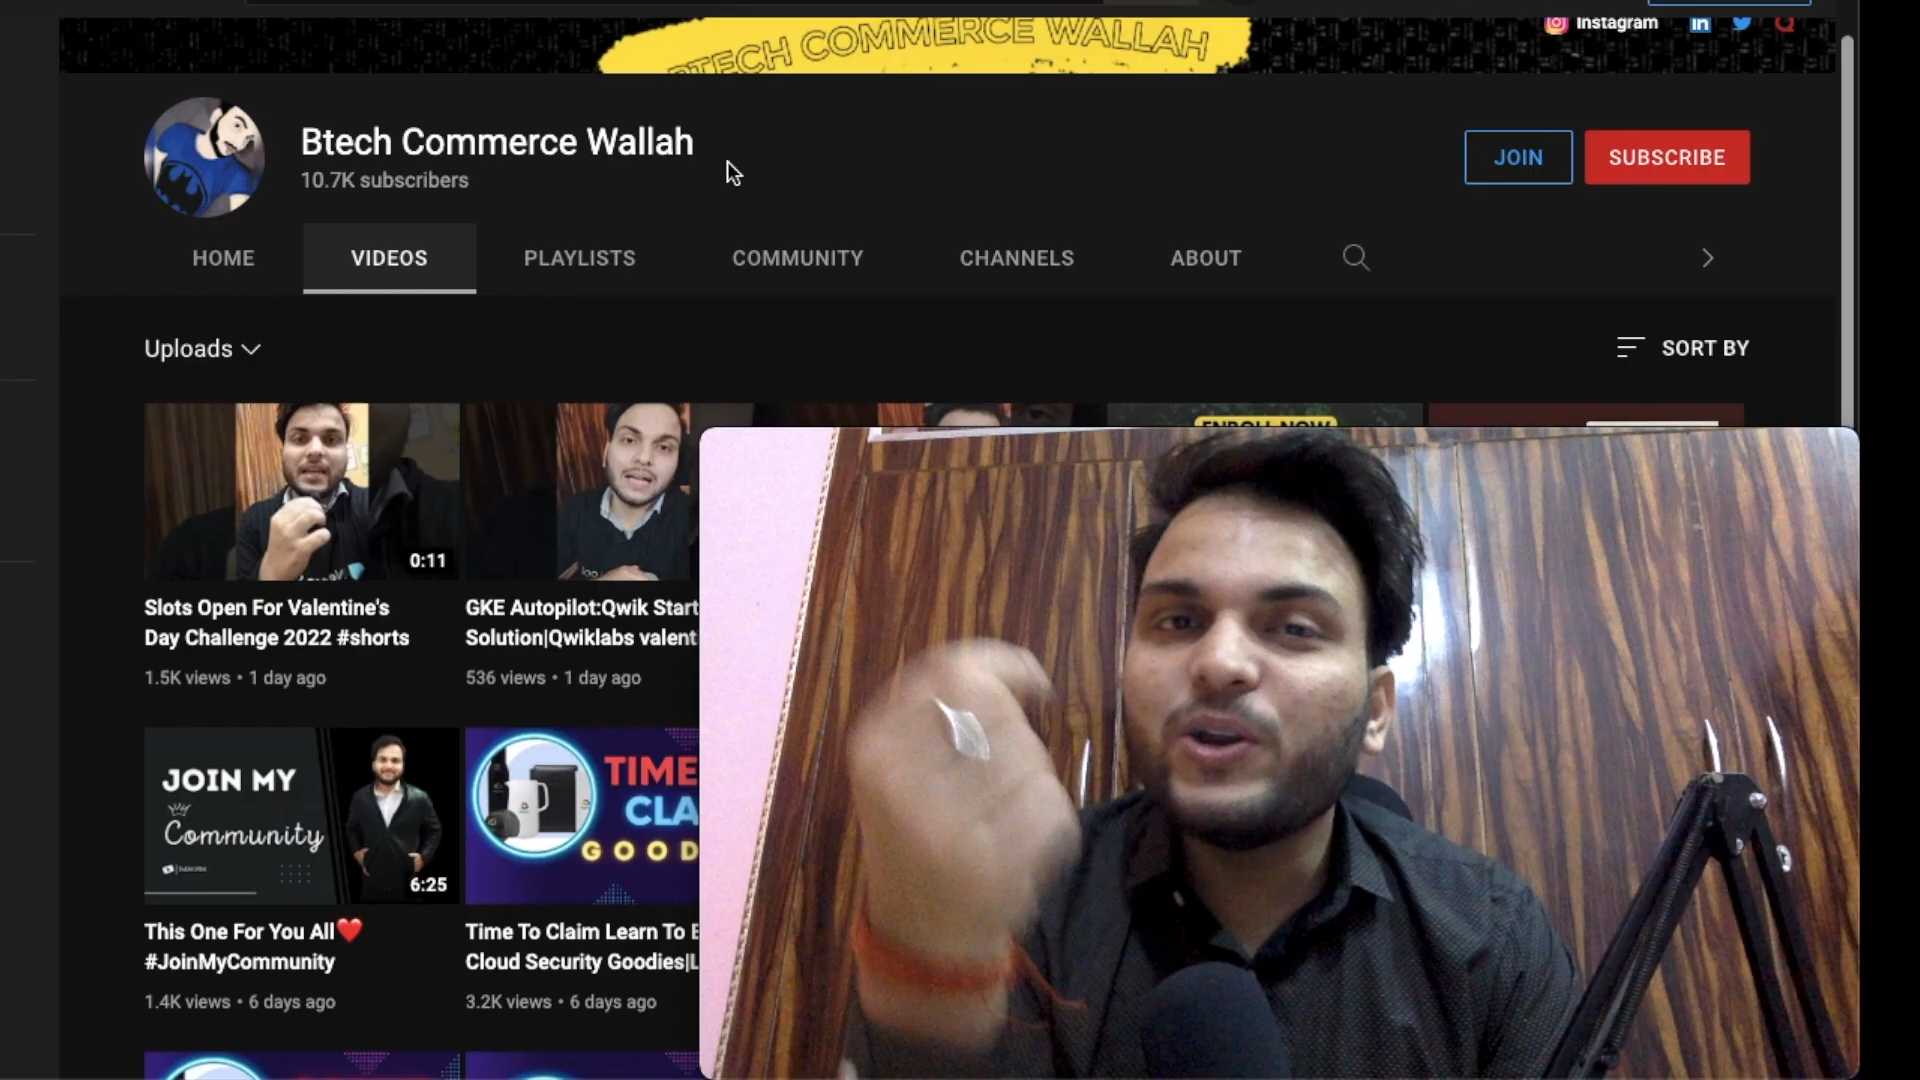 BTECH COMMERCE WALLAH
Instagram
Btech Commerce Wallah
10.7K subscribers
JOIN
SUBSCRIBE
HOME
VIDEOS
PLAYLISTS
COMMUNITY
CHANNELS
ABOUT
Uploads
SORT BY
ENROLL NOW
0:11
Slots Open For Valentine's
Day Challenge 2022 #shorts
1.5K views • 1 day ago
GKE Autopilot:Qwik Start
Solution|Qwiklabs valent
536 views • 1 day ago
JOIN MY
Community
Subscribe
6:25
This One For You All❤️
#JoinMyCommunity
1.4K views • 6 days ago
TIME
CLA
GOOD
Time To Claim Learn To E
Cloud Security Goodies|L
3.2K views • 6 days ago